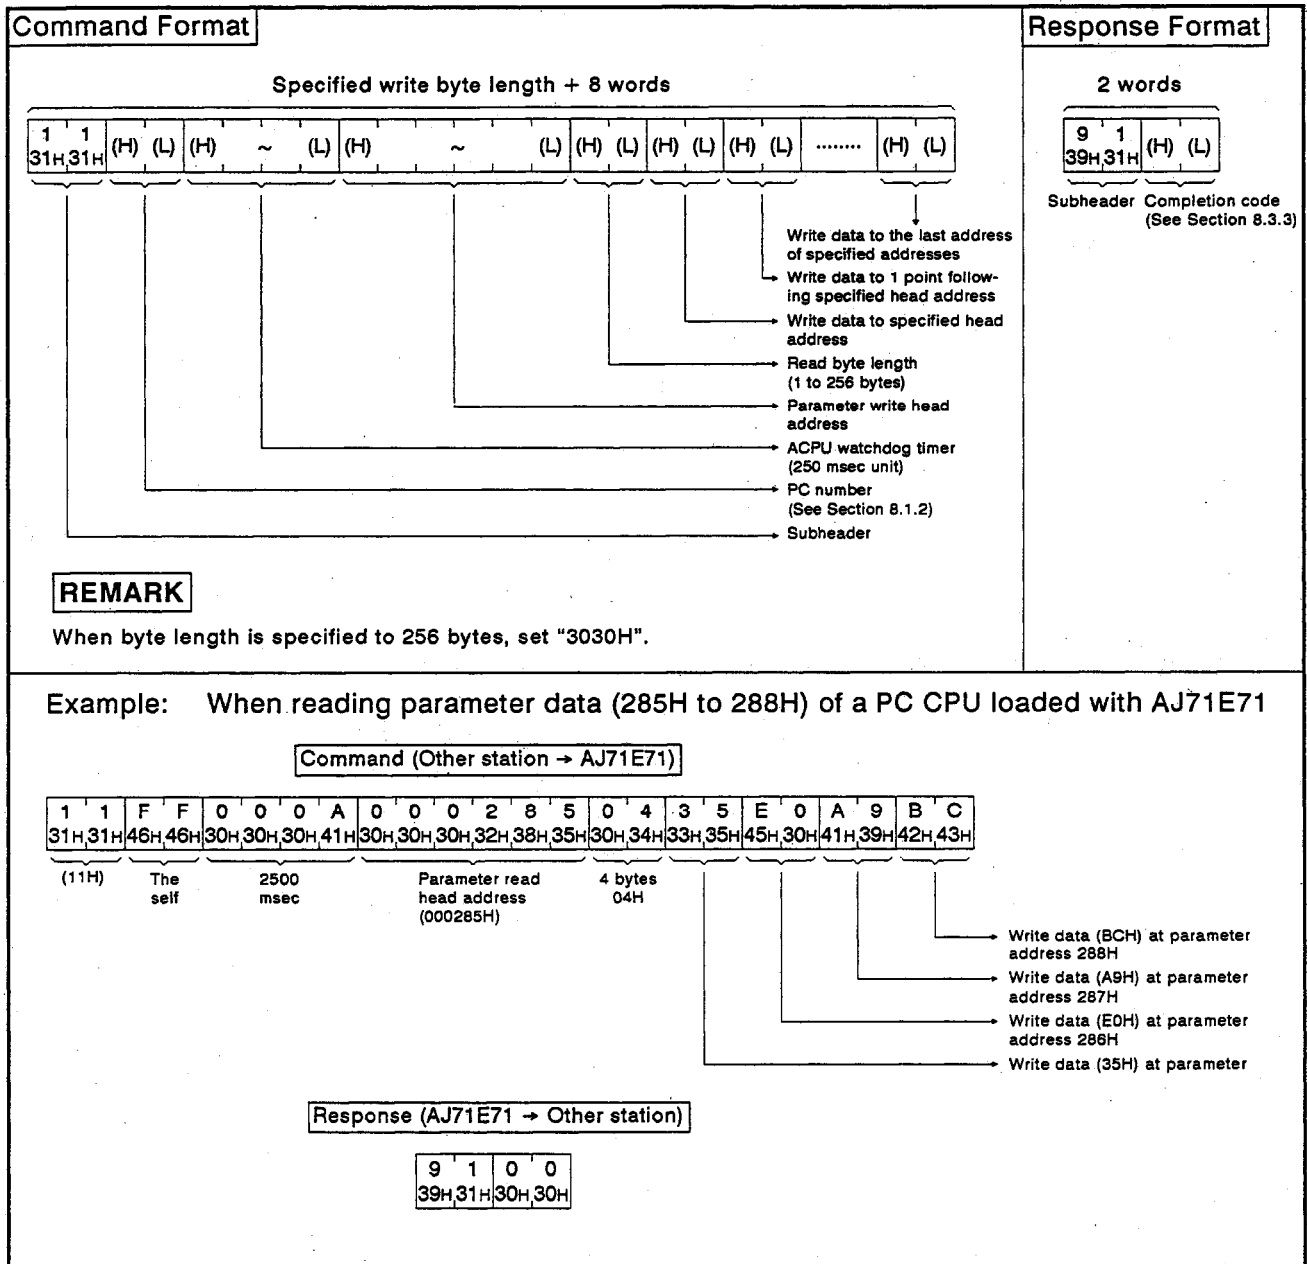 Command Format
Response Format
Specified write byte length + 8 words
2 words
1 1 (H) (L) (H) ~ (L) (H) ~ (L) (H) (L) (H) (L) (H) (L) ........ (H) (L)
31H 31H
9 1 (H) (L)
39H 31H
Subheader Completion code
(See Section 8.3.3)
Write data to the last address
of specified addresses
Write data to 1 point follow-
ing specified head address
Write data to specified head
address
Read byte length
(1 to 256 bytes)
Parameter write head
address
ACPU watchdog timer
(250 msec unit)
PC number
(See Section 8.1.2)
Subheader
REMARK
When byte length is specified to 256 bytes, set "3030H".
Example: When reading parameter data (285H to 288H) of a PC CPU loaded with AJ71E71
Command (Other station → AJ71E71)
1 1 F F 0 0 0 A 0 0 0 2 8 5 0 4 3 5 E 0 A 9 B C
31H 31H 46H 46H 30H 30H 30H 41H 30H 30H 30H 32H 38H 35H 30H 34H 33H 35H 45H 30H 41H 39H 42H 43H
(11H) The 2500 Parameter read 4 bytes
self msec head address 04H
(000285H)
Write data (BCH) at parameter
address 288H
Write data (A9H) at parameter
address 287H
Write data (E0H) at parameter
address 286H
Write data (35H) at parameter
Response (AJ71E71 → Other station)
9 1 0 0
39H 31H 30H 30H